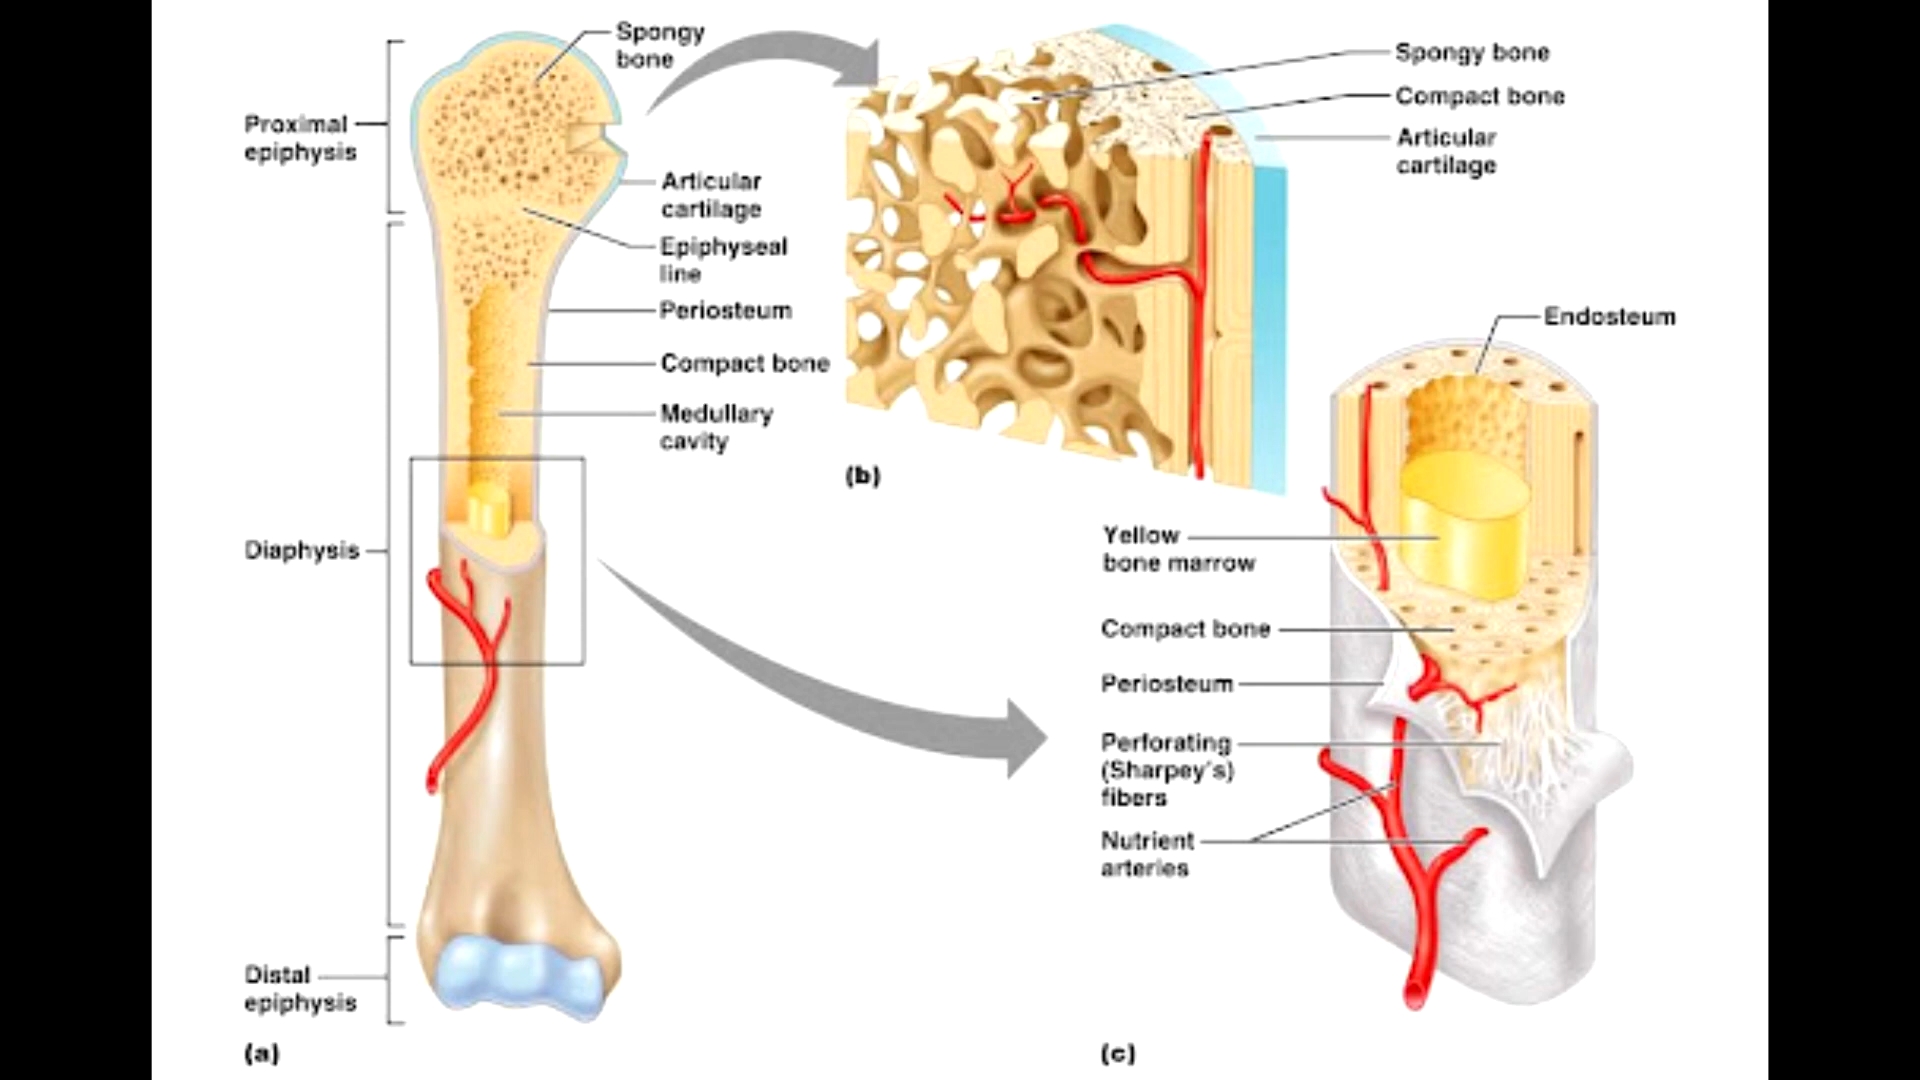 Spongy
bone
Proximal
epiphysis
Articular
cartilage
Epiphyseal
line
Periosteum
Compact bone
Medullary
cavity
Diaphysis
Distal
epiphysis
(a)
Spongy bone
Compact bone
Articular
cartilage
(b)
Endosteum
Yellow
bone marrow
Compact bone
Periosteum
Perforating
(Sharpey's)
fibers
Nutrient
arteries
(c)